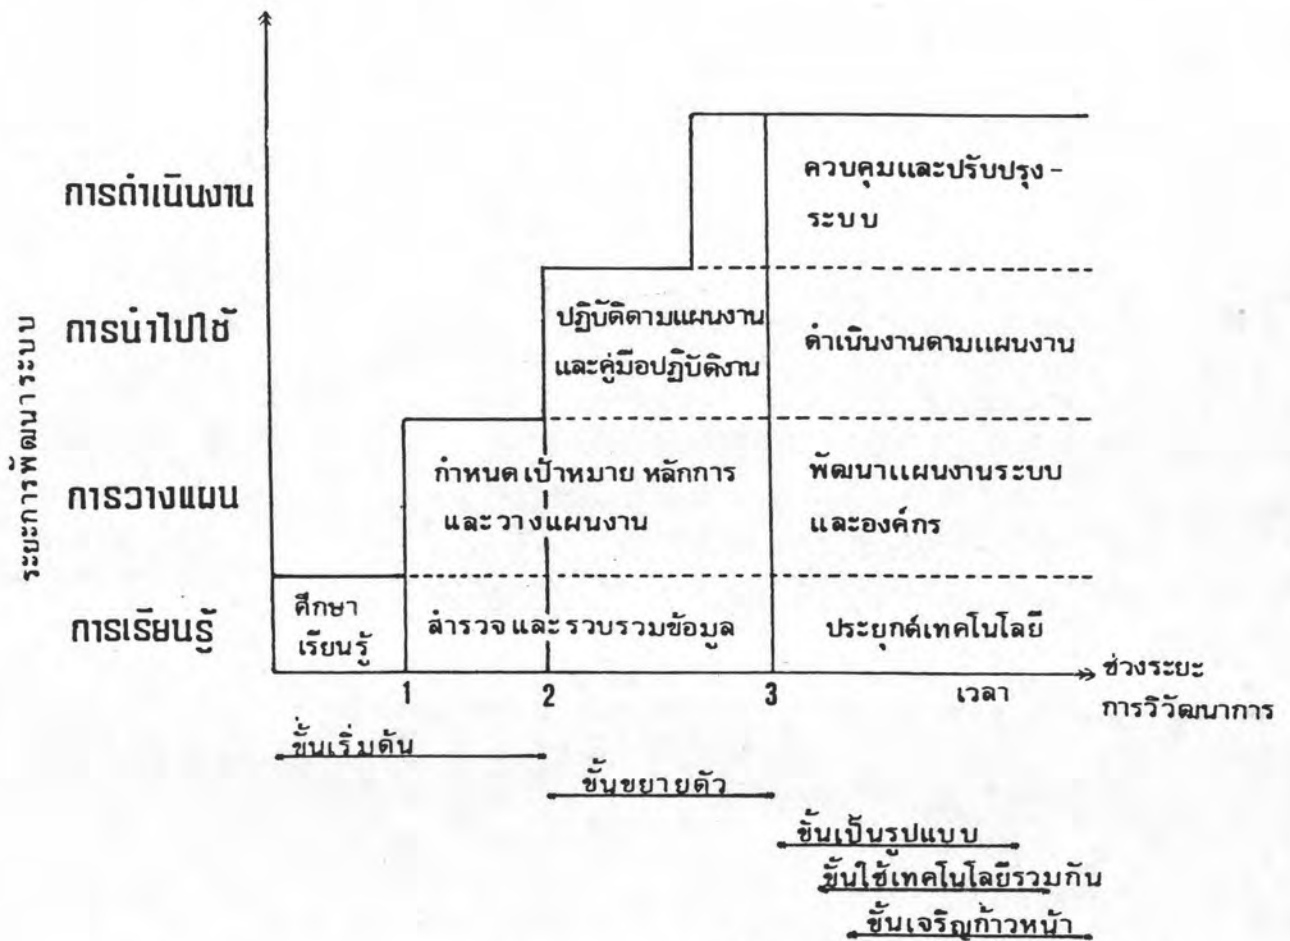 ระยะการพัฒนาระบบ
การดำเนินงาน
ควบคุมและปรับปรุง -
ระบบ
การนำไปใช้
ปฏิบัติตามแผนงาน
และคู่มือปฏิบัติงาน
ดำเนินงานตามแผนงาน
การวางแผน
กำหนดเป้าหมาย หลักการ
และวางแผนงาน
พัฒนาแผนงานระบบ
และองค์กร
การเรียนรู้
ศึกษา
เรียนรู้
สำรวจ และ รวบรวมข้อมูล
ประยุกต์เทคโนโลยี
1 2 3 เวลา
ช่วงระยะ
การวิวัฒนาการ
ขั้นเริ่มต้น
ขั้นขยายตัว
ขั้นเป็นรูปแบบ
ขั้นใช้เทคโนโลยีรวมกัน
ขั้นเจริญก้าวหน้า